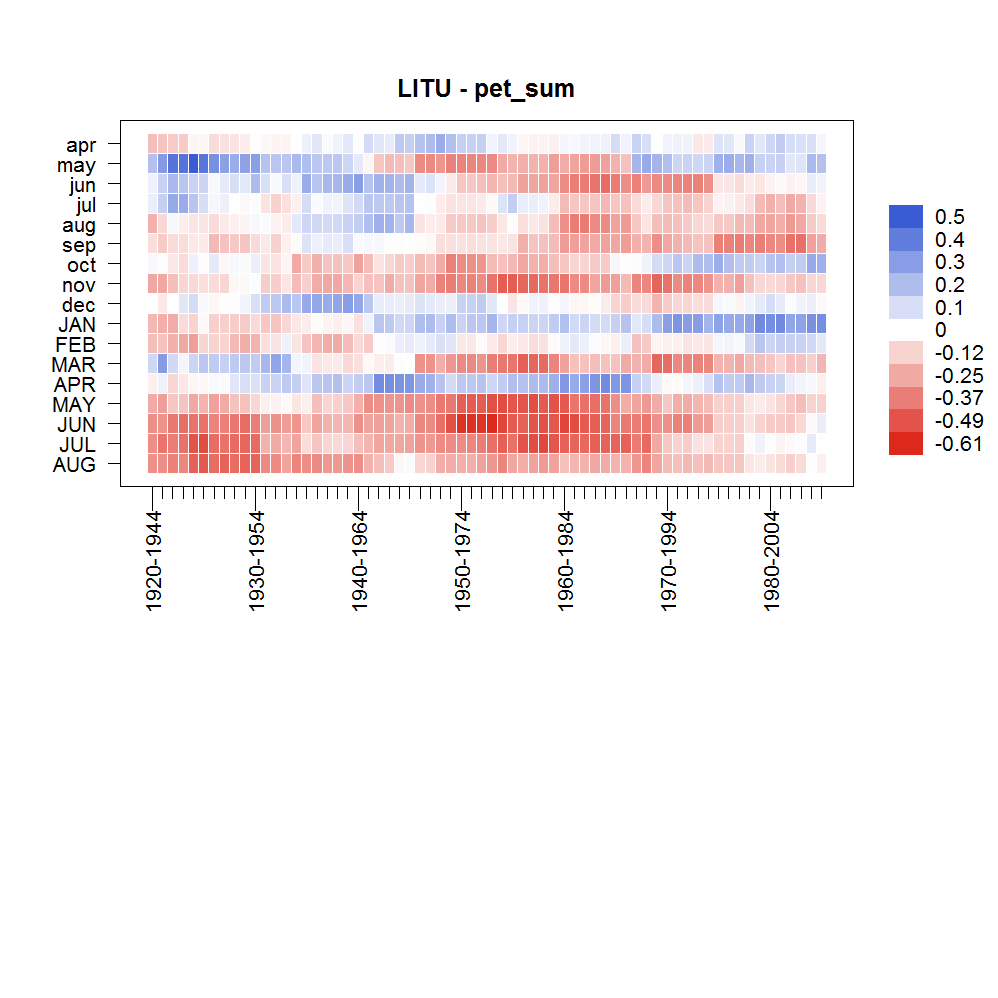 LITU - pet_sum
apr
may
jun
jul
aug
sep
oct
nov
dec
JAN
FEB
MAR
APR
MAY
JUN
JUL
AUG
0.5
0.4
0.3
0.2
0.1
0
-0.12
-0.25
-0.37
-0.49
-0.61
1920-1944
1930-1954
1940-1964
1950-1974
1960-1984
1970-1994
1980-2004